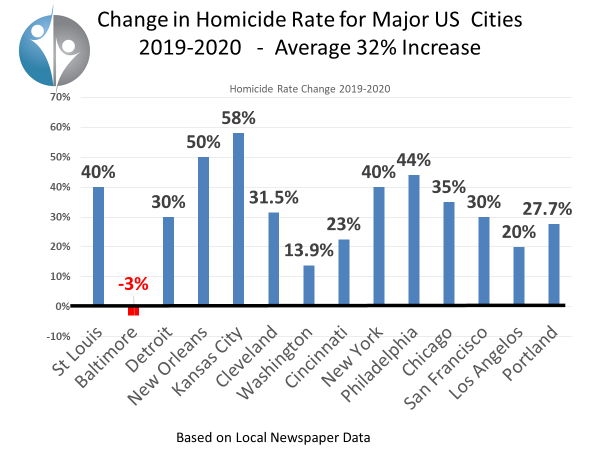 Change in Homicide Rate for Major US Cities
2019-2020 - Average 32% Increase
Homicide Rate Change 2019-2020
70%
60%
50%
40%
30%
20%
10%
0%
-10%
40%
-3%
30%
50%
58%
31.5%
13.9%
23%
40%
44%
35%
30%
20%
27.7%
St Louis
Baltimore
Detroit
New Orleans
Kansas City
Cleveland
Washington
Cincinnati
New York
Philadelphia
Chicago
San Francisco
Los Angelos
Portland
Based on Local Newspaper Data